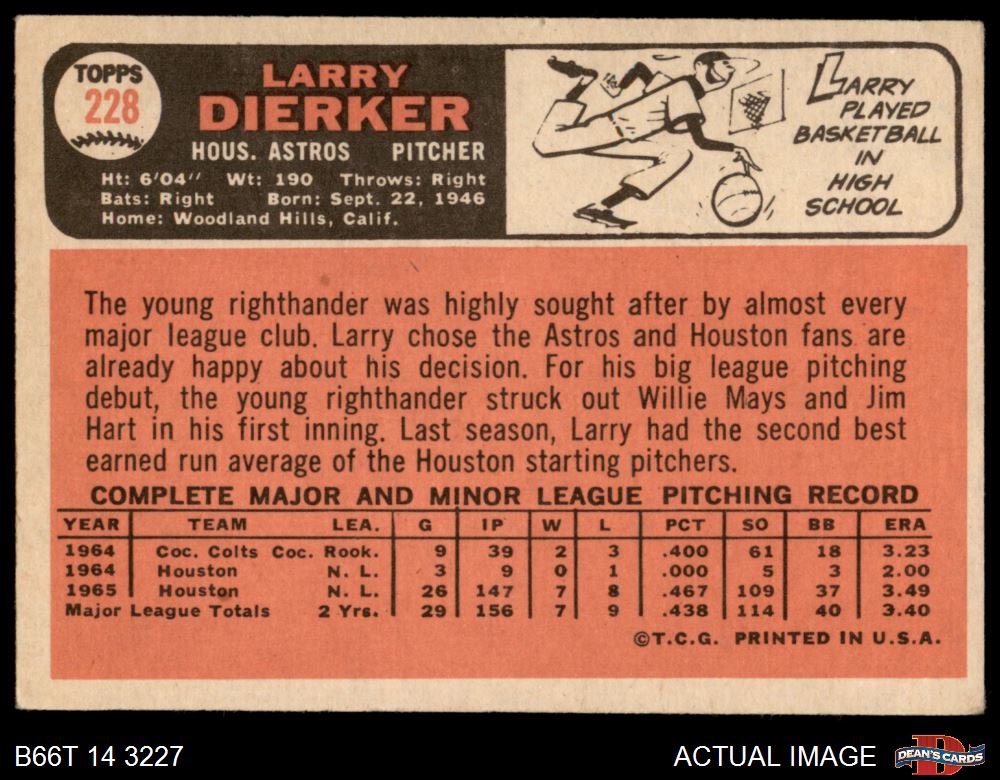 TOPPS
228
LARRY
DIERKER
HOUS. ASTROS PITCHER
Ht: 6'04" Wt: 190 Throws: Right
Bats: Right Born: Sept. 22, 1946
Home: Woodland Hills, Calif.
LARRY
PLAYED
BASKETBALL
IN
HIGH
SCHOOL
The young righthander was highly sought after by almost every
major league club. Larry chose the Astros and Houston fans are
already happy about his decision. For his big league pitching
debut, the young righthander struck out Willie Mays and Jim
Hart in his first inning. Last season, Larry had the second best
earned run average of the Houston starting pitchers.
COMPLETE MAJOR AND MINOR LEAGUE PITCHING RECORD
YEAR TEAM LEA. G IP W L PCT SO BB ERA
1964 Coc. Colts Coc. Rook. 9 39 2 3 .400 61 18 3.23
1964 Houston N. L. 3 9 0 1 .000 5 3 2.00
1965 Houston N. L. 26 147 7 8 .467 109 37 3.49
Major League Totals 2 Yrs. 29 156 7 9 .438 114 40 3.40
©T.C.G. PRINTED IN U.S.A.
B66T 14 3227
ACTUAL IMAGE
DEAN'S CARDS